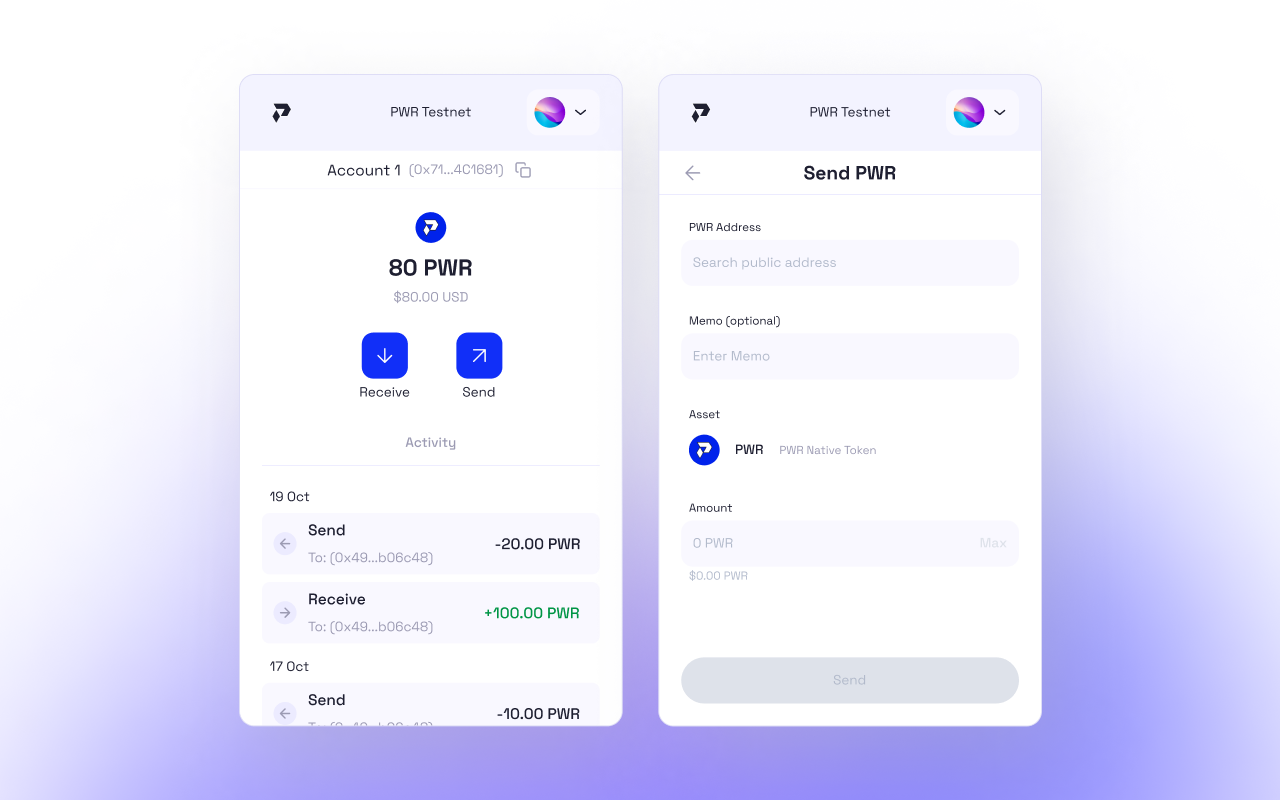 PWR Testnet
Account 1 (0x71...4C1681)
80 PWR
$80.00 USD
Receive
Send
Activity
19 Oct
Send
-20.00 PWR
To: (0x49...b06c48)
Receive
+100.00 PWR
To: (0x49...b06c48)
17 Oct
Send
-10.00 PWR
PWR Testnet
Send PWR
PWR Address
Search public address
Memo (optional)
Enter Memo
Asset
PWR PWR Native Token
Amount
0 PWR Max
$0.00 PWR
Send